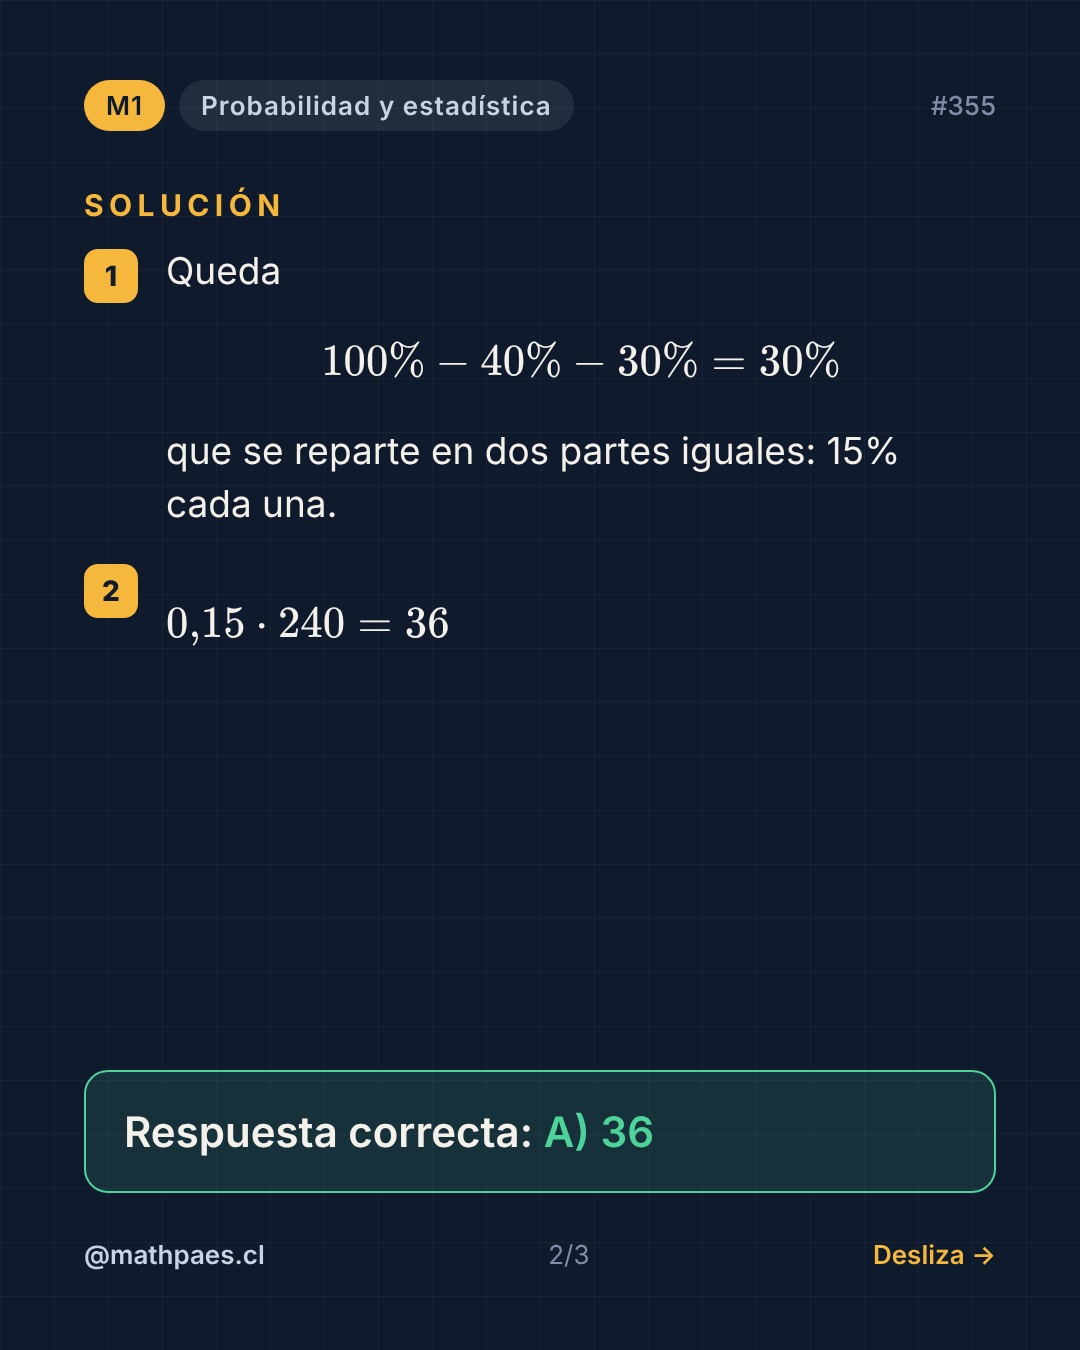 M1 Probabilidad y estadística #355
SOLUCIÓN
1 Queda
100% − 40% − 30% = 30%
que se reparte en dos partes iguales: 15%
cada una.
2
0,15 · 240 = 36
Respuesta correcta: A) 36
@mathpaes.cl 2/3 Desliza →